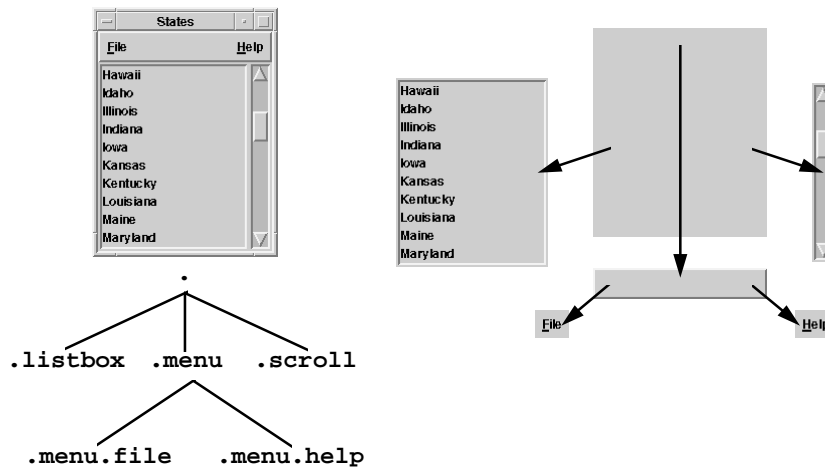 States
File Help
Hawaii
Idaho
Illinois
Indiana
Iowa
Kansas
Kentucky
Louisiana
Maine
Maryland
.
.listbox .menu .scroll
.menu.file .menu.help
Hawaii
Idaho
Illinois
Indiana
Iowa
Kansas
Kentucky
Louisiana
Maine
Maryland
File Help